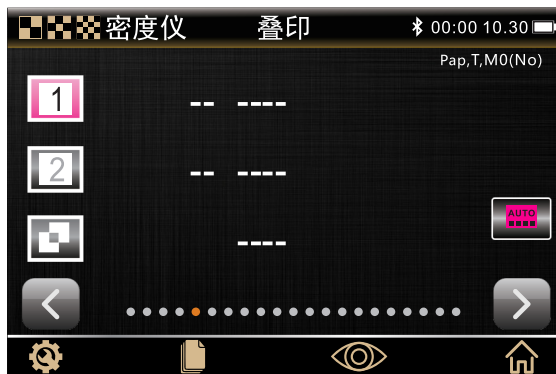 密度仪 叠印 00:00 10.30
Pap,T,M0(No)
1 -- ----
2 -- ----
AUTO
----